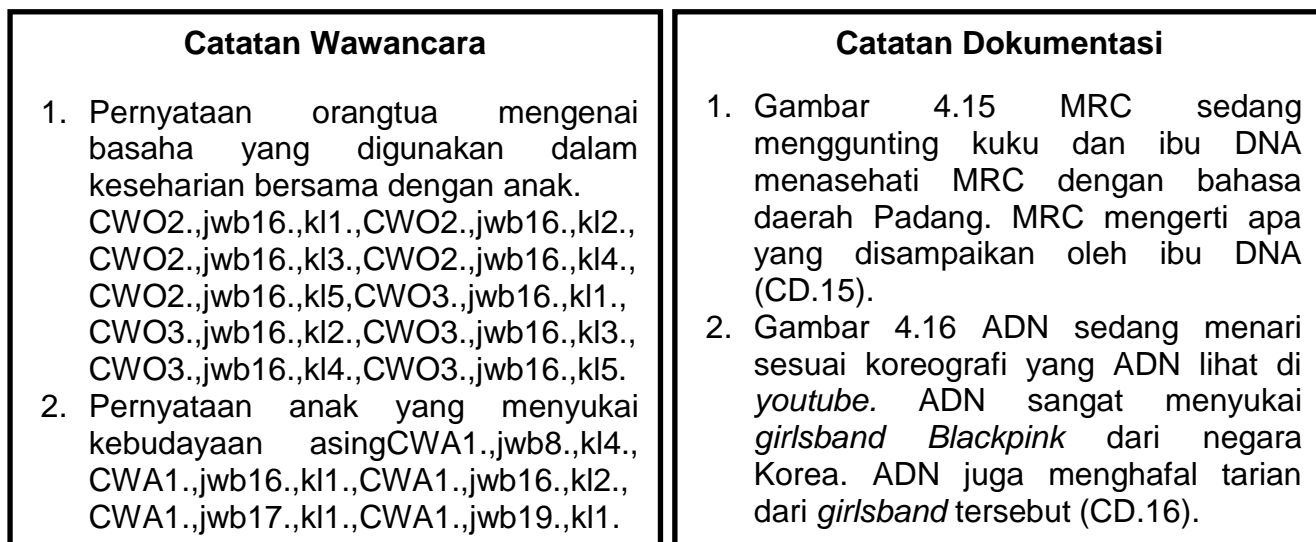 Catatan Wawancara
1. Pernyataan orangtua mengenai
basaha yang digunakan dalam
keseharian bersama dengan anak.
CWO2.,jwb16.,kl1.,CWO2.,jwb16.,kl2.,
CWO2.,jwb16.,kl3.,CWO2.,jwb16.,kl4.,
CWO2.,jwb16.,kl5,CWO3.,jwb16.,kl1.,
CWO3.,jwb16.,kl2.,CWO3.,jwb16.,kl3.,
CWO3.,jwb16.,kl4.,CWO3.,jwb16.,kl5.
2. Pernyataan anak yang menyukai
kebudayaan asingCWA1.,jwb8.,kl4.,
CWA1.,jwb16.,kl1.,CWA1.,jwb16.,kl2.,
CWA1.,jwb17.,kl1.,CWA1.,jwb19.,kl1.
Catatan Dokumentasi
1. Gambar 4.15 MRC sedang
menggunting kuku dan ibu DNA
menasehati MRC dengan bahasa
daerah Padang. MRC mengerti apa
yang disampaikan oleh ibu DNA
(CD.15).
2. Gambar 4.16 ADN sedang menari
sesuai koreografi yang ADN lihat di
youtube. ADN sangat menyukai
girlsband Blackpink dari negara
Korea. ADN juga menghafal tarian
dari girlsband tersebut (CD.16).